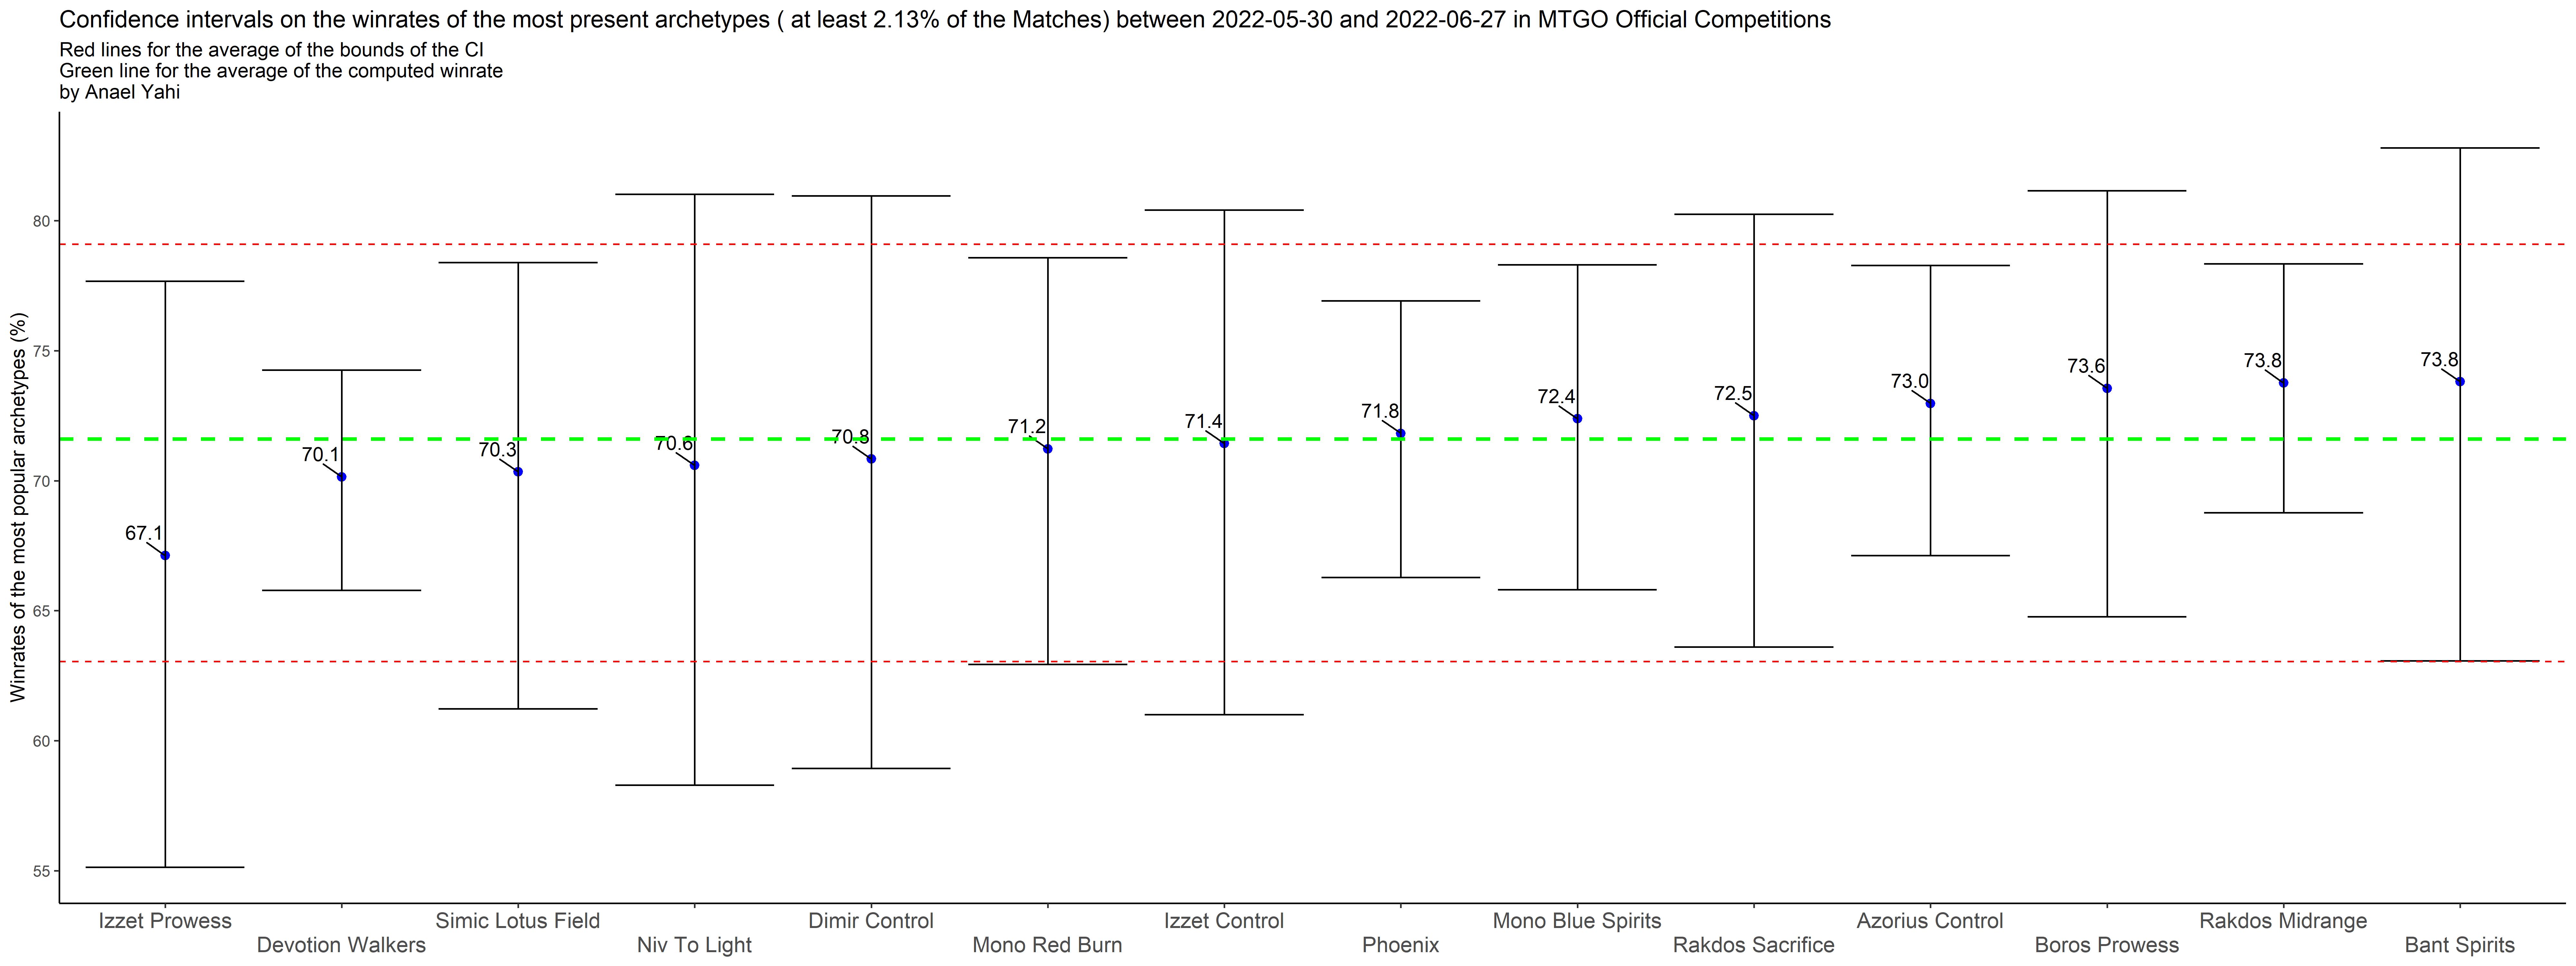 Confidence intervals on the winrates of the most present archetypes ( at least 2.13% of the Matches) between 2022-05-30 and 2022-06-27 in MTGO Official Competitions
Red lines for the average of the bounds of the CI
Green line for the average of the computed winrate
by Anael Yahi
Winrates of the most popular archetypes (%)
80
75
70
65
60
55
67.1
70.1
70.3
70.6
70.8
71.2
71.4
71.8
72.4
72.5
73.0
73.6
73.8
73.8
Izzet Prowess
Devotion Walkers
Simic Lotus Field
Niv To Light
Dimir Control
Mono Red Burn
Izzet Control
Phoenix
Mono Blue Spirits
Rakdos Sacrifice
Azorius Control
Boros Prowess
Rakdos Midrange
Bant Spirits